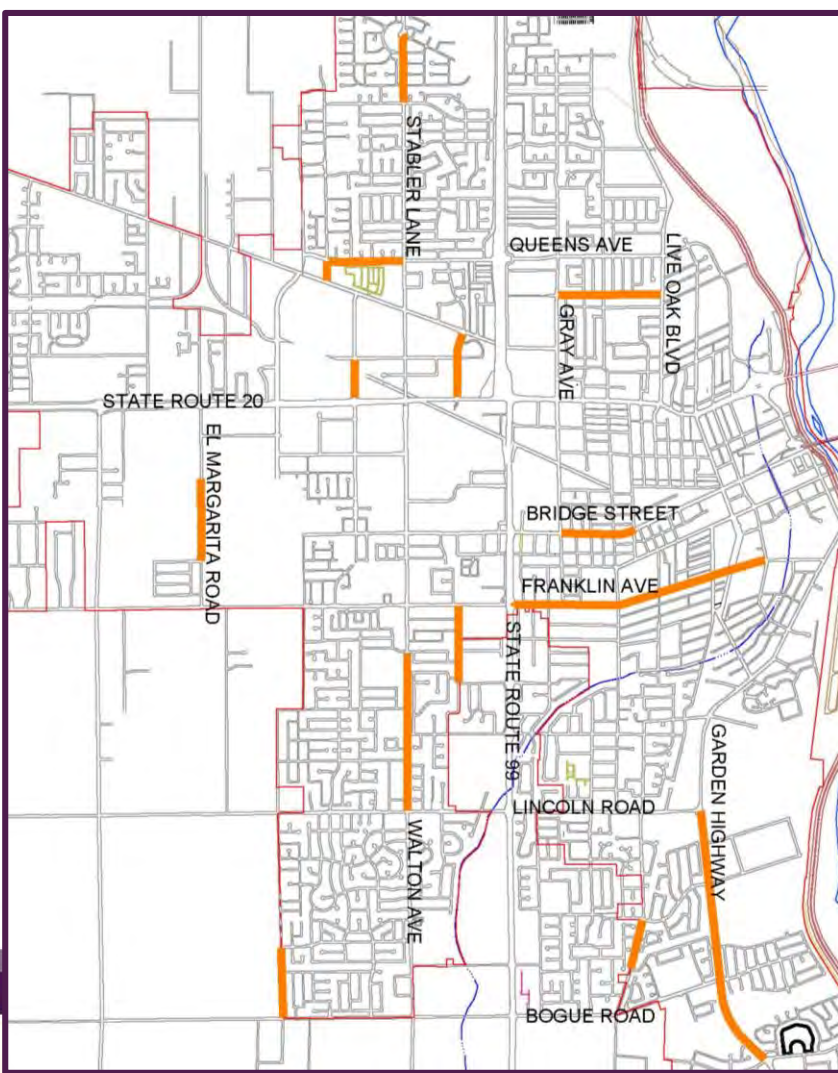 STABLER LANE
QUEENS AVE
LIVE OAK BLVD
GRAY AVE
STATE ROUTE 20
EL MARGARITA ROAD
BRIDGE STREET
FRANKLIN AVE
STATE ROUTE 99
GARDEN HIGHWAY
LINCOLN ROAD
WALTON AVE
BOGUE ROAD